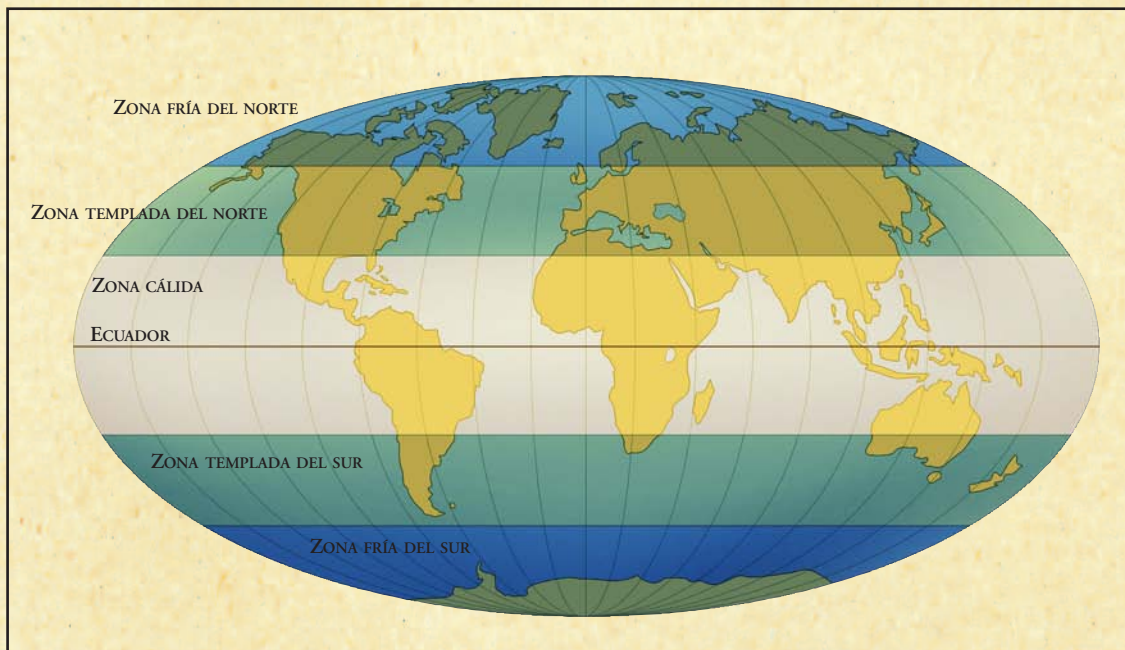 Zona fría del norte
Zona templada del norte
Zona cálida
Ecuador
Zona templada del sur
Zona fría del sur